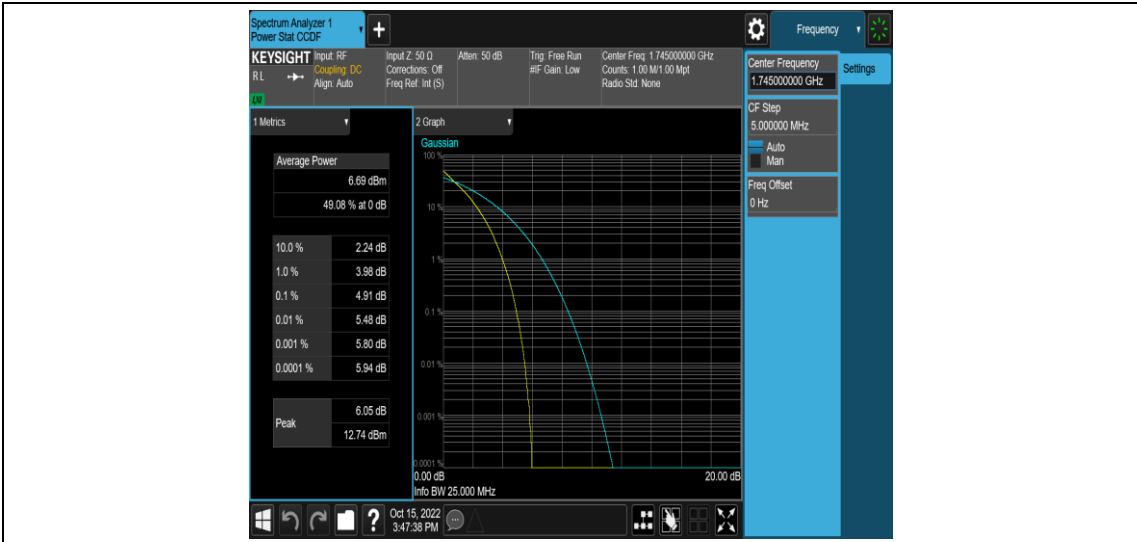 Spectrum Analyzer 1
Power Stat CCDF
+
Frequency
KEYSIGHT
RL
LXI
Input: RF
Coupling: DC
Align: Auto
Input Z: 50 Ω
Corrections: Off
Freq Ref: Int (S)
Atten: 50 dB
Trig: Free Run
#IF Gain: Low
Center Freq: 1.745000000 GHz
Counts: 1.00 M/1.00 Mpt
Radio Std: None
Center Frequency
1.745000000 GHz
Settings
CF Step
5.000000 MHz
Auto
Man
Freq Offset
0 Hz
1 Metrics
Average Power
6.69 dBm
49.08 % at 0 dB
10.0 % 2.24 dB
1.0 % 3.98 dB
0.1 % 4.91 dB
0.01 % 5.48 dB
0.001 % 5.80 dB
0.0001 % 5.94 dB
Peak
6.05 dB
12.74 dBm
2 Graph
Gaussian
100 %
10 %
1 %
0.1 %
0.01 %
0.001 %
0.0001 %
0.00 dB
20.00 dB
Info BW 25.000 MHz
?
Oct 15, 2022
3:47:38 PM